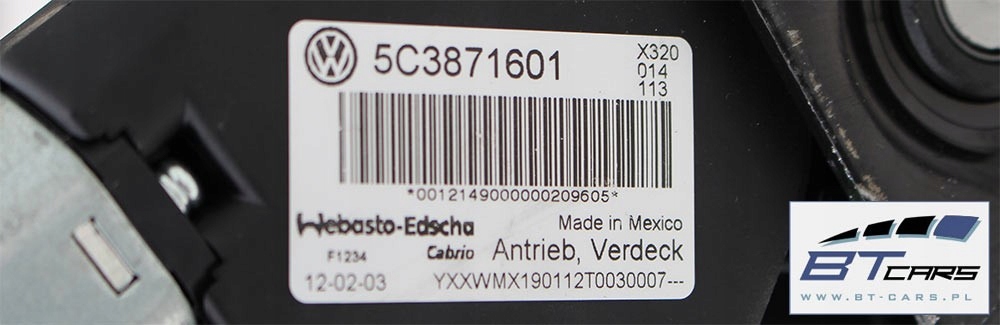 5C3871601
X320
014
113
*0012149000000209605*
Webasto-Edscha
Made in Mexico
F1234
Cabrio
Antrieb, Verdeck
12-02-03
YXXWMX190112T0030007---
BT CARS
WWW.BT-CARS.PL